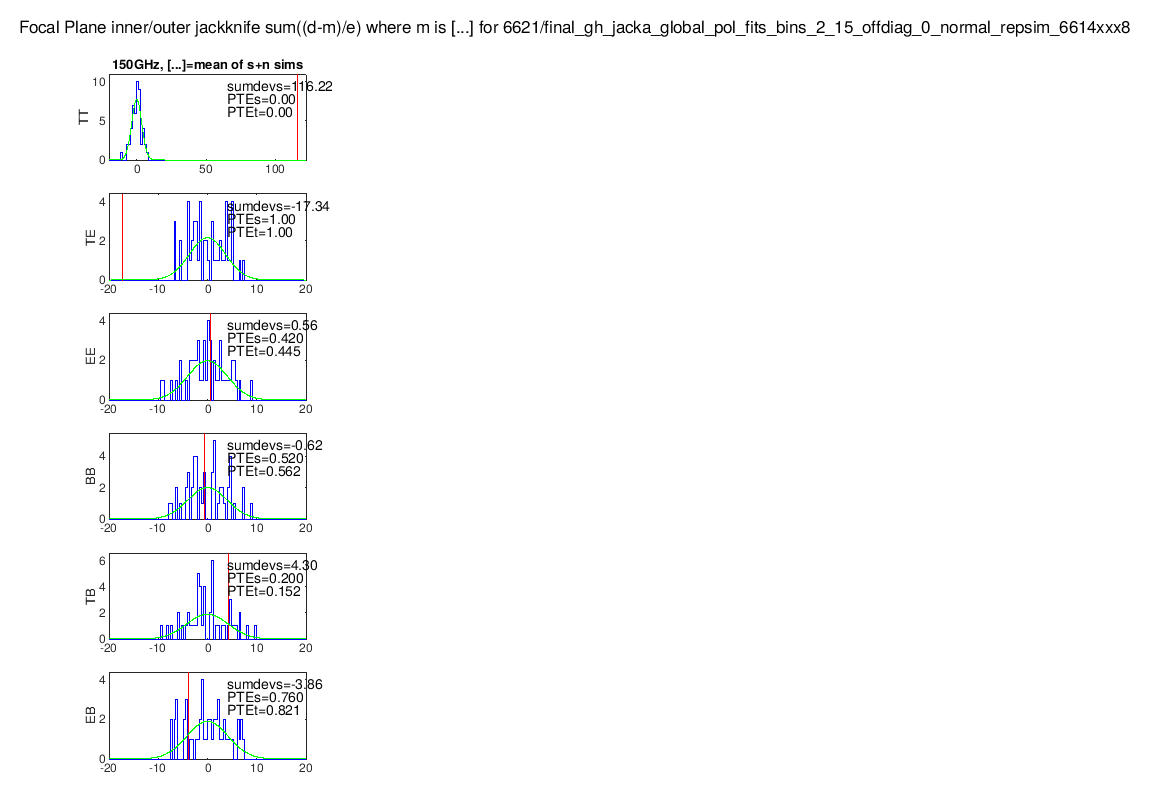 Focal Plane inner/outer jackknife sum((d-m)/e) where m is [...] for 6621/final_gh_jacka_global_pol_fits_bins_2_15_offdiag_0_normal_repsim_6614xxx8
150GHz, [...]=mean of s+n sims
TT
10
5
0
sumdevs=116.22
PTEs=0.00
PTEt=0.00
0 50 100
TE
4
2
0
sumdevs=-17.34
PTEs=1.00
PTEt=1.00
-20 -10 0 10 20
EE
4
2
0
sumdevs=0.56
PTEs=0.420
PTEt=0.445
-20 -10 0 10 20
BB
4
2
0
sumdevs=-0.62
PTEs=0.520
PTEt=0.562
-20 -10 0 10 20
TB
6
4
2
0
sumdevs=4.30
PTEs=0.200
PTEt=0.152
-20 -10 0 10 20
EB
4
2
0
sumdevs=-3.86
PTEs=0.760
PTEt=0.821
-20 -10 0 10 20